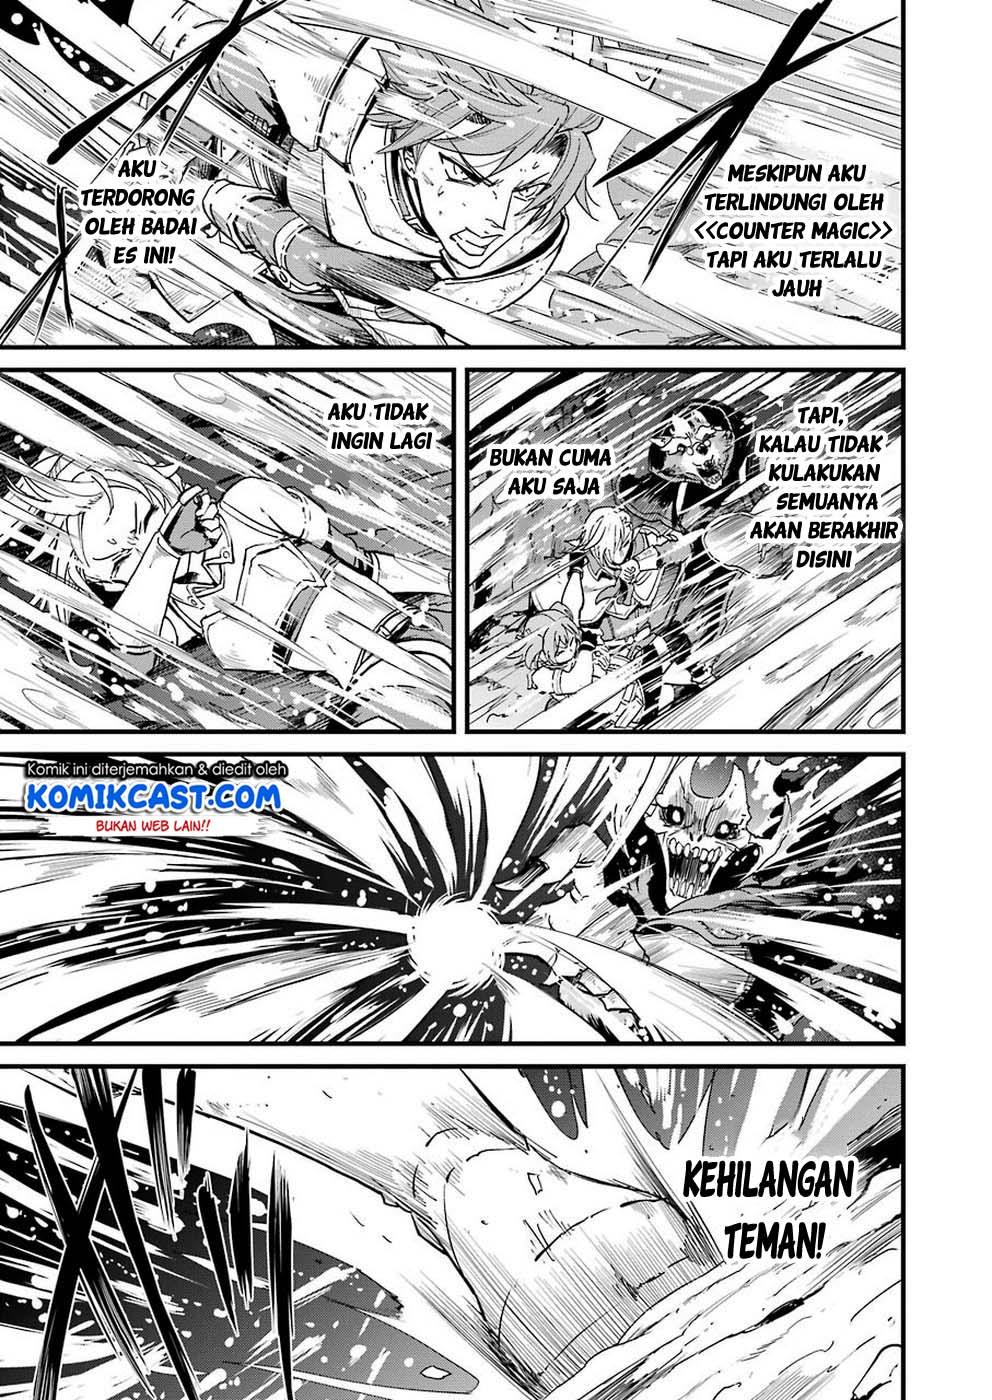 MESKIPUN AKU
TERLINDUNGI OLEH
<<COUNTER MAGIC>>
TAPI AKU TERLALU
JAUH
AKU
TERDORONG
OLEH BADAI
ES INI!
TAPI,
KALAU TIDAK
KULAKUKAN
SEMUANYA
AKAN BERAKHIR
DISINI
BUKAN CUMA
AKU SAJA
AKU TIDAK
INGIN LAGI
Komik ini diterjemahkan & diedit oleh
KOMIKCAST.COM
BUKAN WEB LAIN!!
KEHILANGAN
TEMAN!